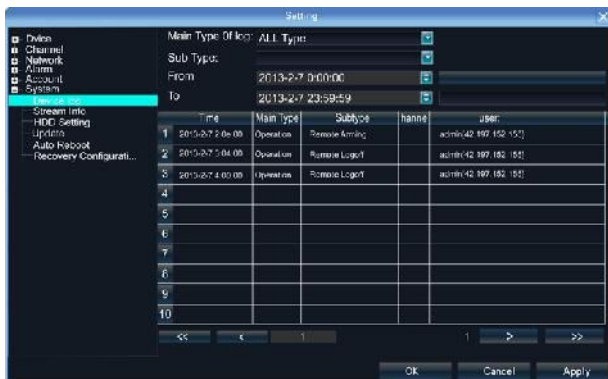 Setting
Dvice
Channel
Network
Alarm
Account
System
Device log
Stream Info
HDD Setting
Update
Auto Reboot
Recovery Configurati...
Main Type Of log: ALL Type
Sub Type:
From 2013-2-7 0:00:00
To 2013-2-7 23:59:59
Time Main Type Subtype hanne user:
1 Operation Remote Arming
2 Operation Remote Logoff
3 Operation Remote Logoff
4
5
6
7
8
9
10
<< < 1 1 > >>
OK Cancel Apply